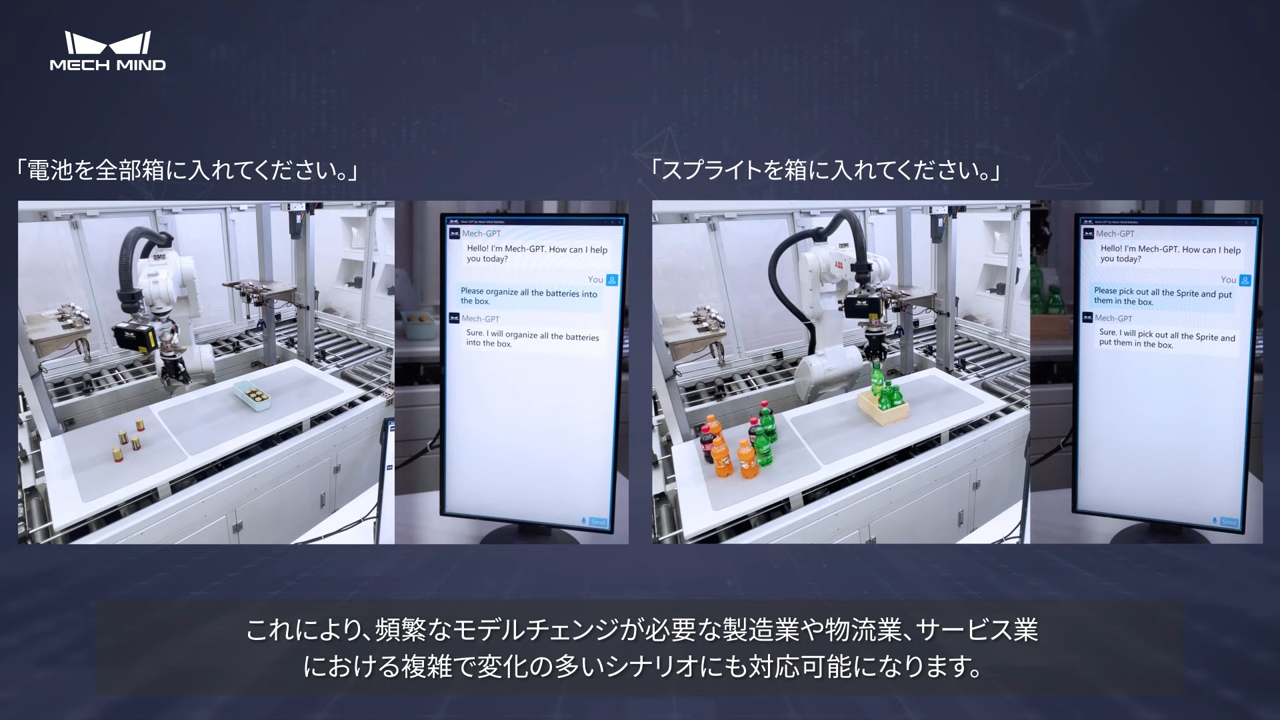 MECH MIND
「電池を全部箱に入れてください。」
「スプライトを箱に入れてください。」
Mech-GPT
Hello! I'm Mech-GPT. How can I help
you today?
You
Please organize all the batteries into
the box.
Mech-GPT
Sure. I will organize all the batteries
into the box.
Send
ABB
Mech-GPT
Hello! I'm Mech-GPT. How can I help
you today?
You
Please pick out all the Sprite and put
them in the box.
Mech-GPT
Sure. I will pick out all the Sprite and
put them in the box.
Send
これにより、頻繁なモデルチェンジが必要な製造業や物流業、サービス業
における複雑で変化の多いシナリオにも対応可能になります。